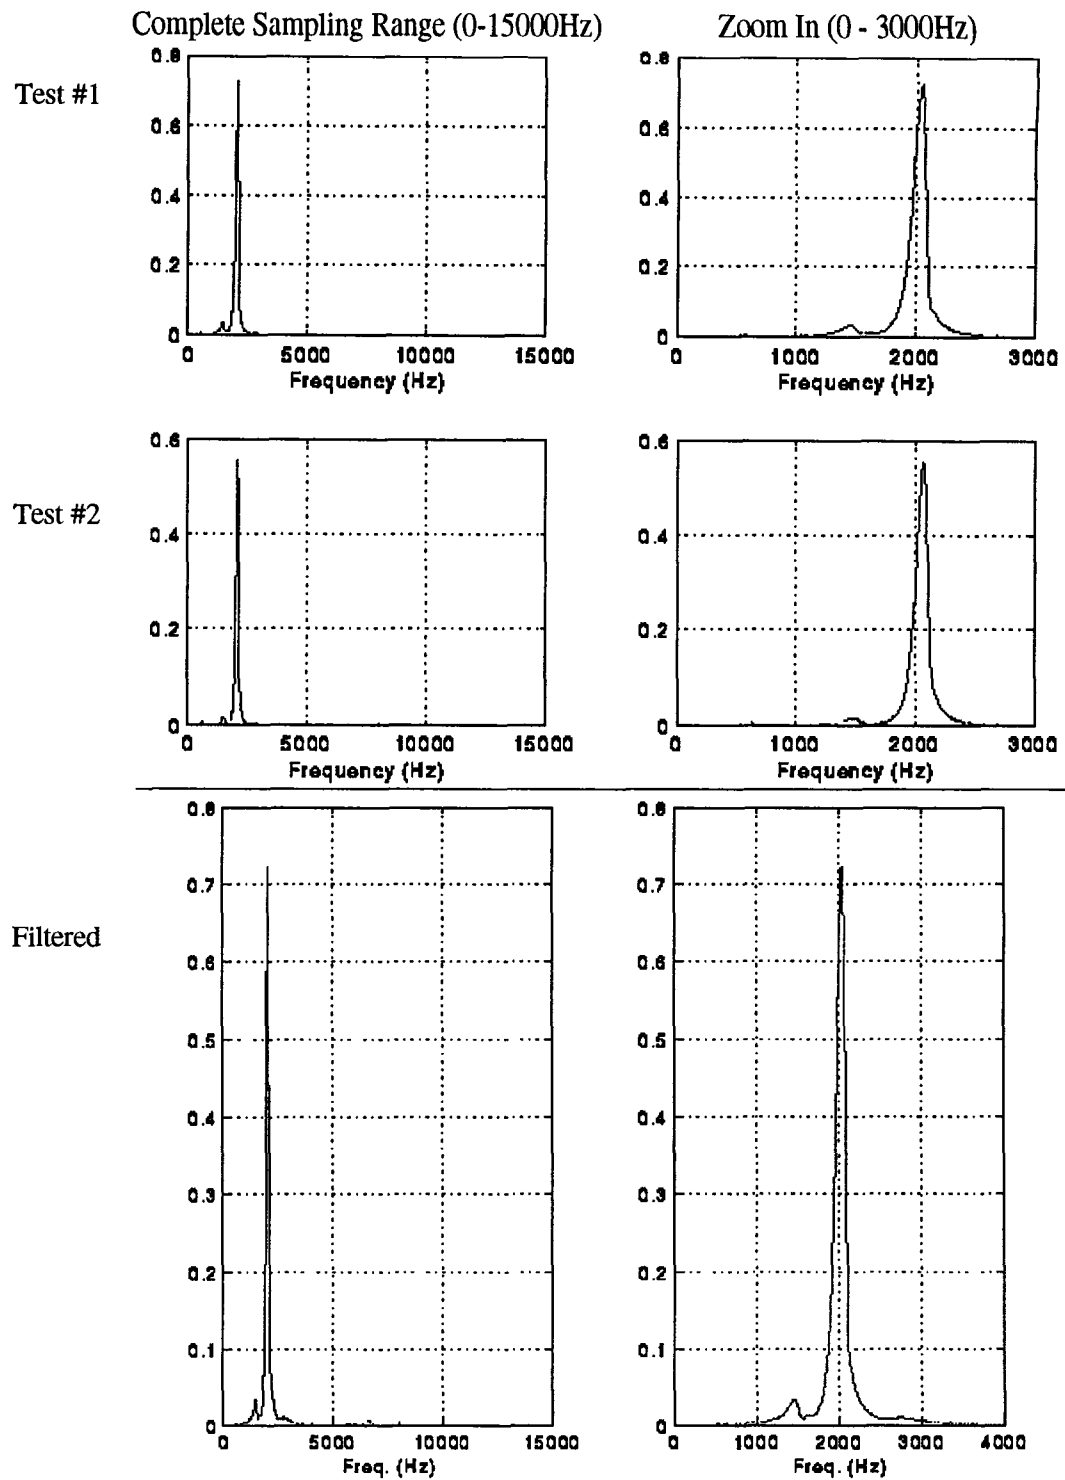 Complete Sampling Range (0-15000Hz)
Zoom In (0 - 3000Hz)
Test #1
0.8
0.6
0.4
0.2
0
0 5000 10000 15000
Frequency (Hz)
0.8
0.6
0.4
0.2
0
0 1000 2000 3000
Frequency (Hz)
Test #2
0.6
0.4
0.2
0
0 5000 10000 15000
Frequency (Hz)
0.6
0.4
0.2
0
0 1000 2000 3000
Frequency (Hz)
Filtered
0.8
0.7
0.6
0.5
0.4
0.3
0.2
0.1
0
0 5000 10000 15000
Freq. (Hz)
0.8
0.7
0.6
0.5
0.4
0.3
0.2
0.1
0
0 1000 2000 3000 4000
Freq. (Hz)